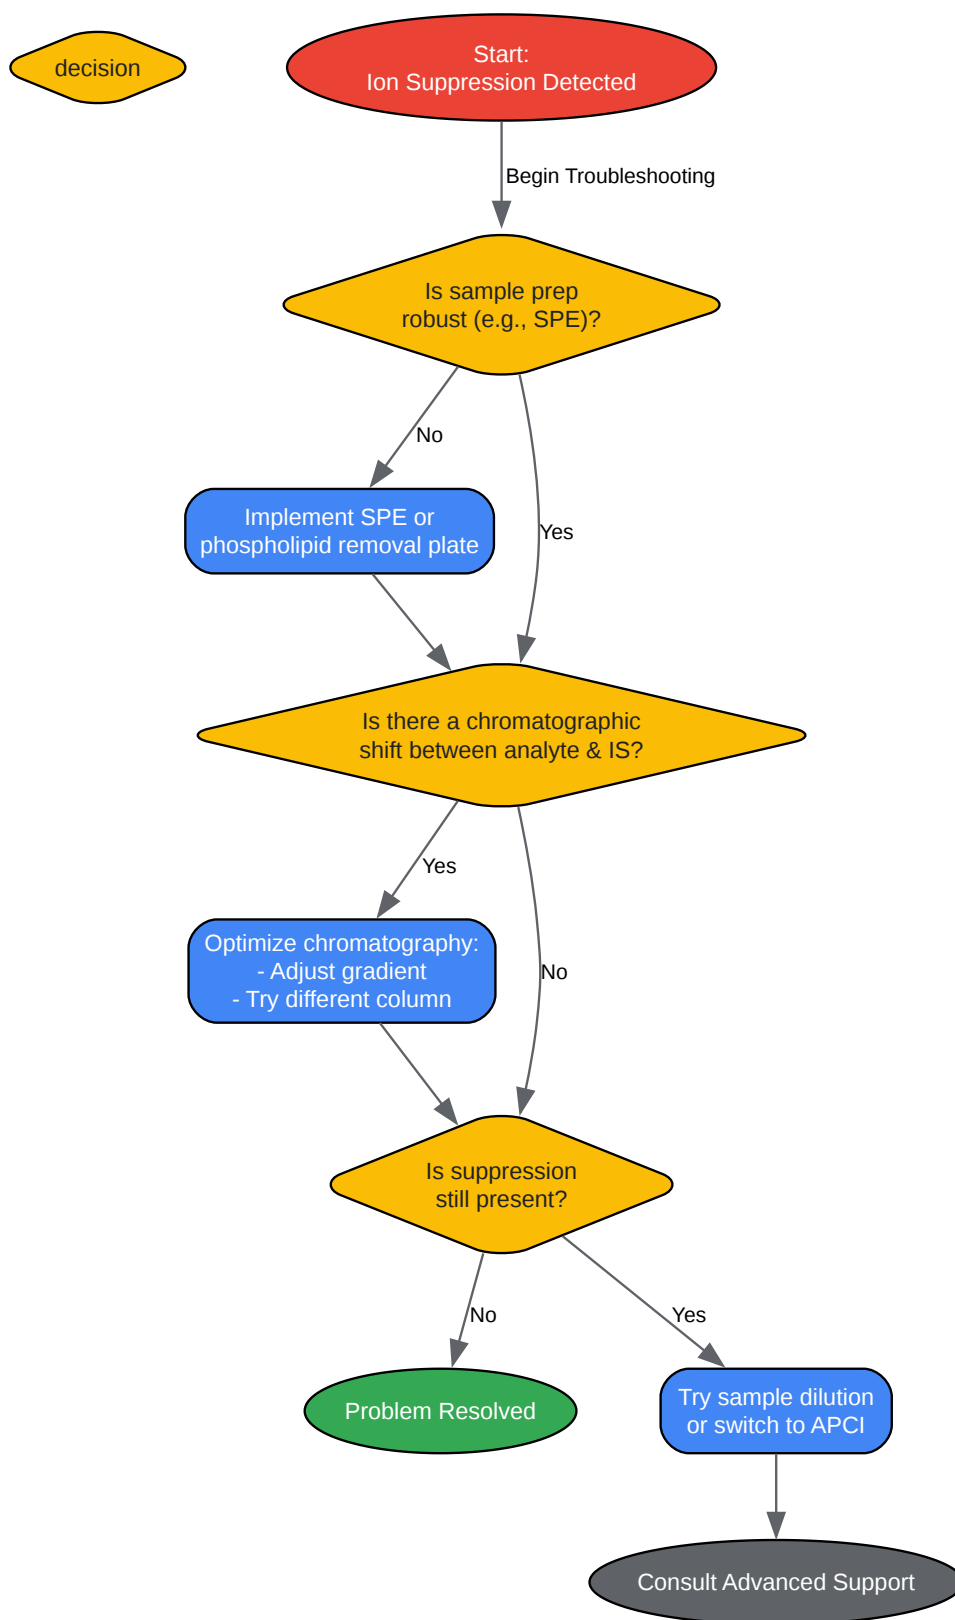 decision
Start:
Ion Suppression Detected
Begin Troubleshooting
Is sample prep
robust (e.g., SPE)?
No
Yes
Implement SPE or
phospholipid removal plate
Is there a chromatographic
shift between analyte & IS?
Yes
No
Optimize chromatography:
- Adjust gradient
- Try different column
Is suppression
still present?
No
Yes
Problem Resolved
Try sample dilution
or switch to APCI
Consult Advanced Support